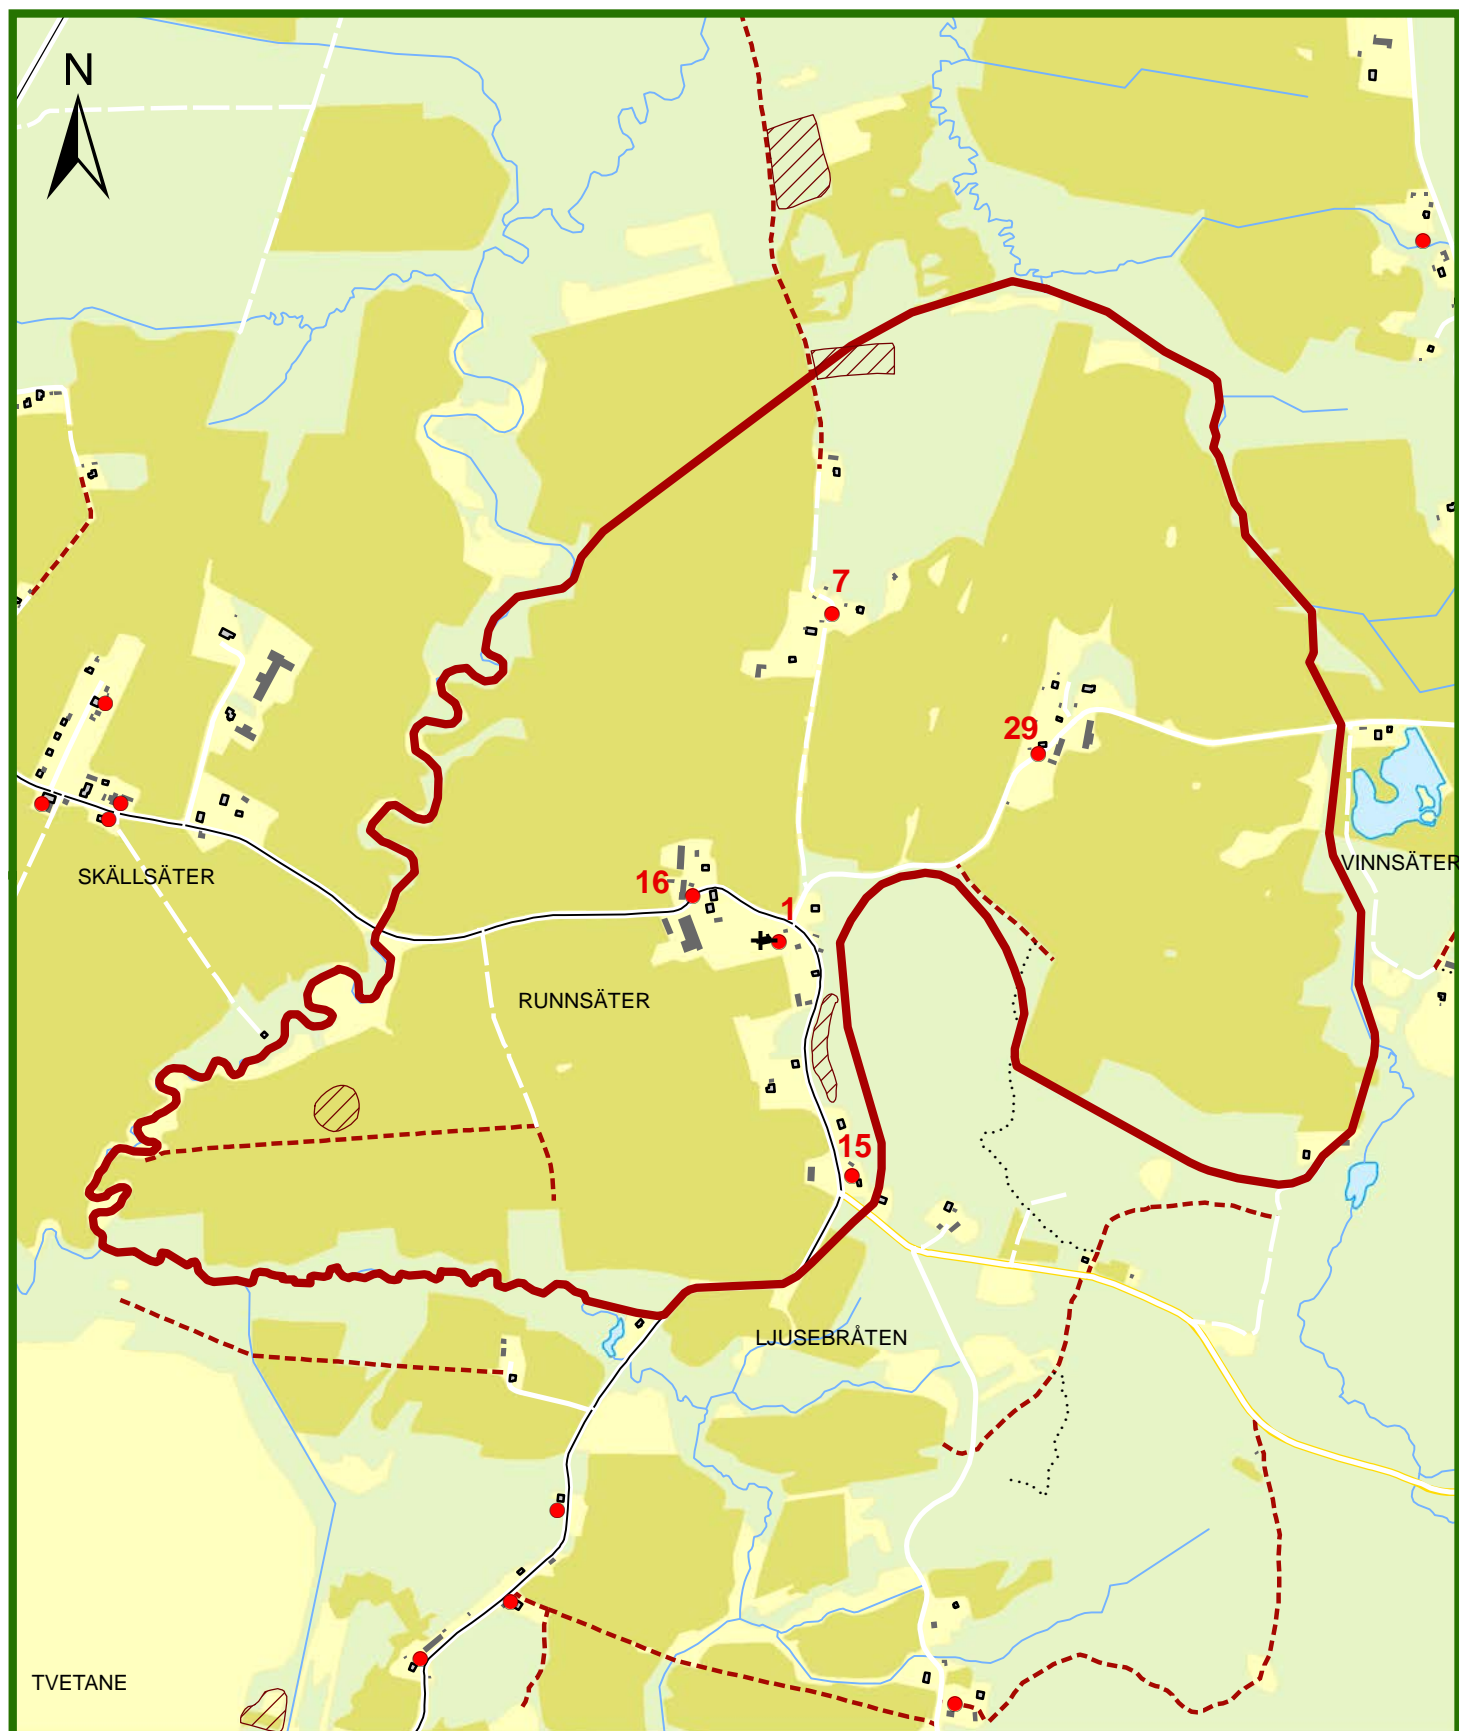 N
7
29
SKÄLLSÄTER
VINNSÄTER
16
1
RUNNSÄTER
15
LJUSEBRÅTEN
TVETANE